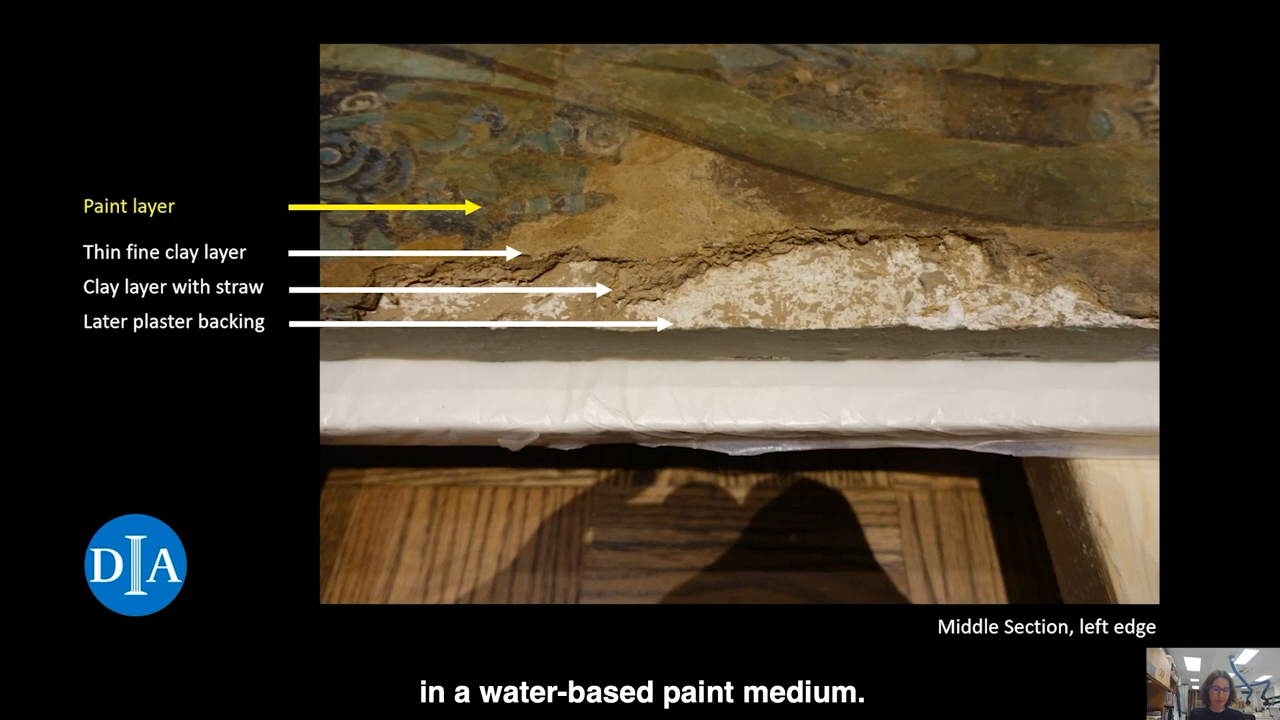 Paint layer
Thin fine clay layer
Clay layer with straw
Later plaster backing
DIA
Middle Section, left edge
in a water-based paint medium.